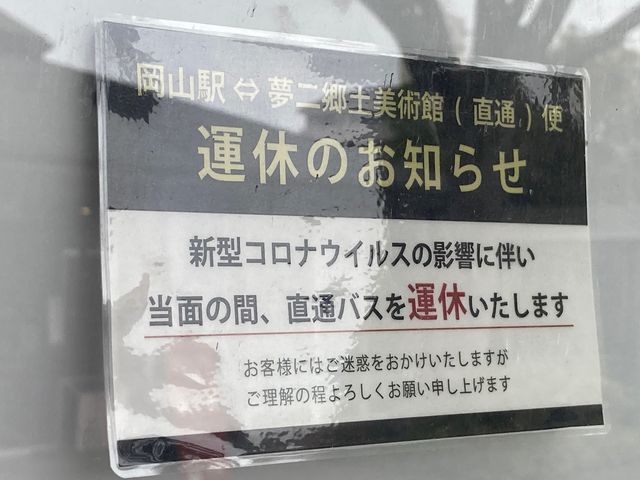 岡山駅⇔夢二郷土美術館(直通)便
運休のお知らせ
新型コロナウイルスの影響に伴い
当面の間、直通バスを運休いたします
お客様にはご迷惑をおかけいたしますが
ご理解の程よろしくお願い申し上げます